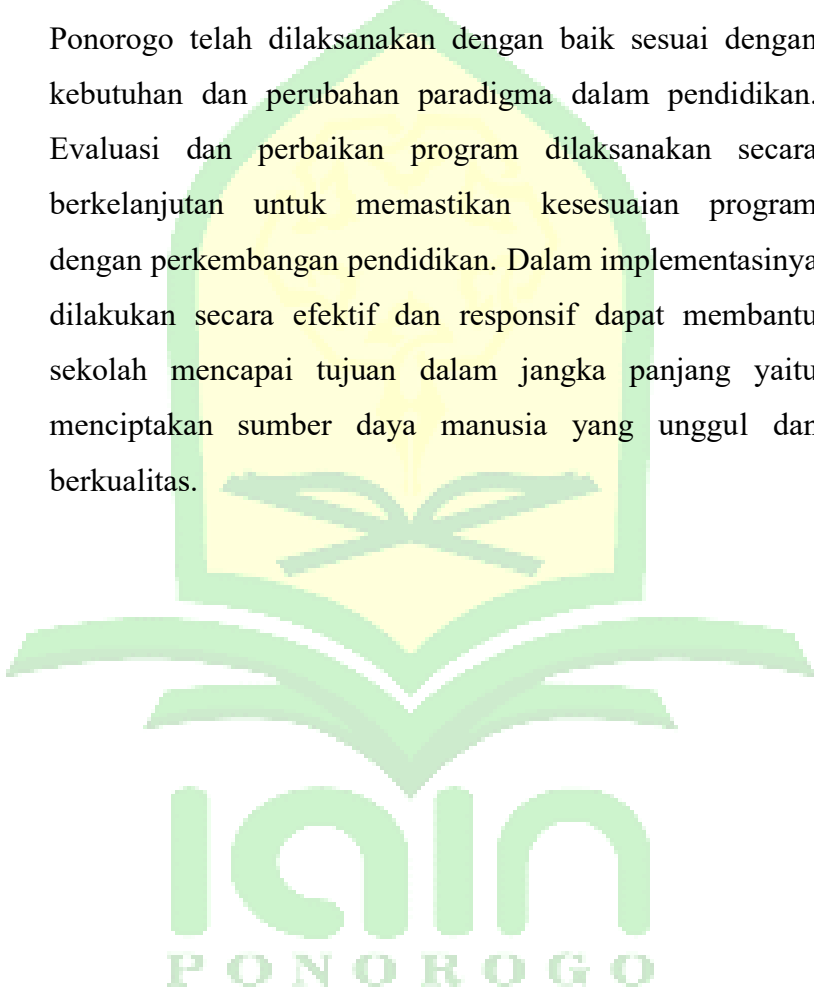 Ponorogo telah dilaksanakan dengan baik sesuai dengan
kebutuhan dan perubahan paradigma dalam pendidikan.
Evaluasi dan perbaikan program dilaksanakan secara
berkelanjutan untuk memastikan kesesuaian program
dengan perkembangan pendidikan. Dalam implementasinya
dilakukan secara efektif dan responsif dapat membantu
sekolah mencapai tujuan dalam jangka panjang yaitu
menciptakan sumber daya manusia yang unggul dan
berkualitas.
iain
PONOROGO